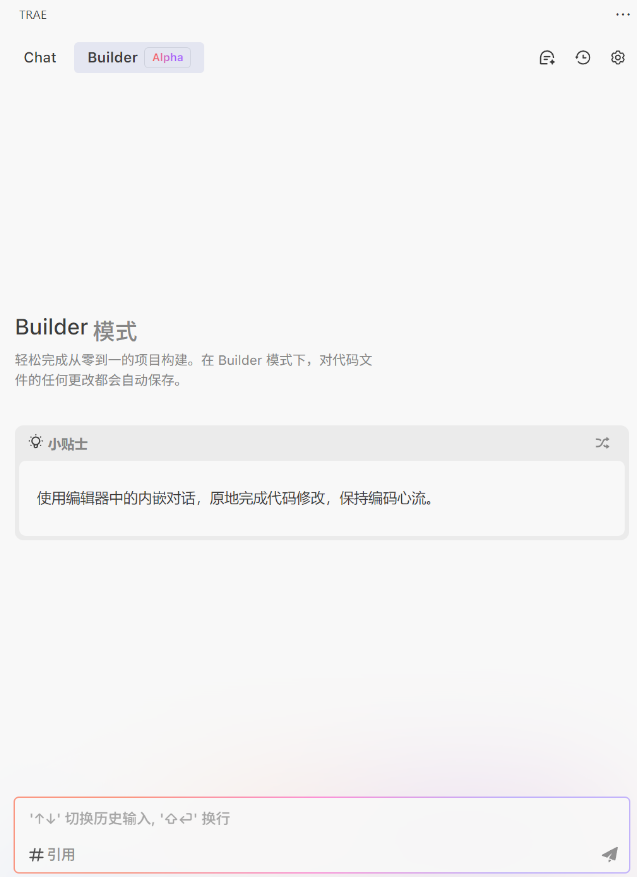 TRAE
Chat
Builder Alpha
Builder 模式
轻松完成从零到一的项目构建。在 Builder 模式下，对代码文
件的任何更改都会自动保存。
小贴士
使用编辑器中的内嵌对话，原地完成代码修改，保持编码心流。
'↑↓' 切换历史输入, '⇧⏎' 换行
# 引用